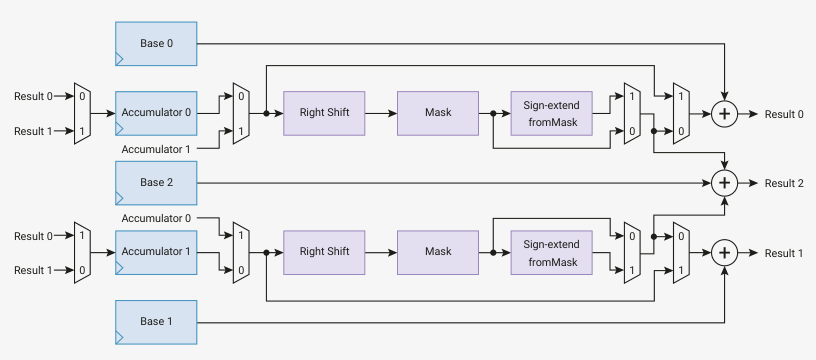 Base 0
Result 0
0
Accumulator 0
0
Right Shift
Mask
Sign-extend
fromMask
1
1
Result 0
Result 1
1
1
0
0
Accumulator 1
Base 2
Result 2
Accumulator 0
Result 0
1
Accumulator 1
1
Right Shift
Mask
Sign-extend
fromMask
0
0
Result 1
Result 1
0
0
1
1
Base 1